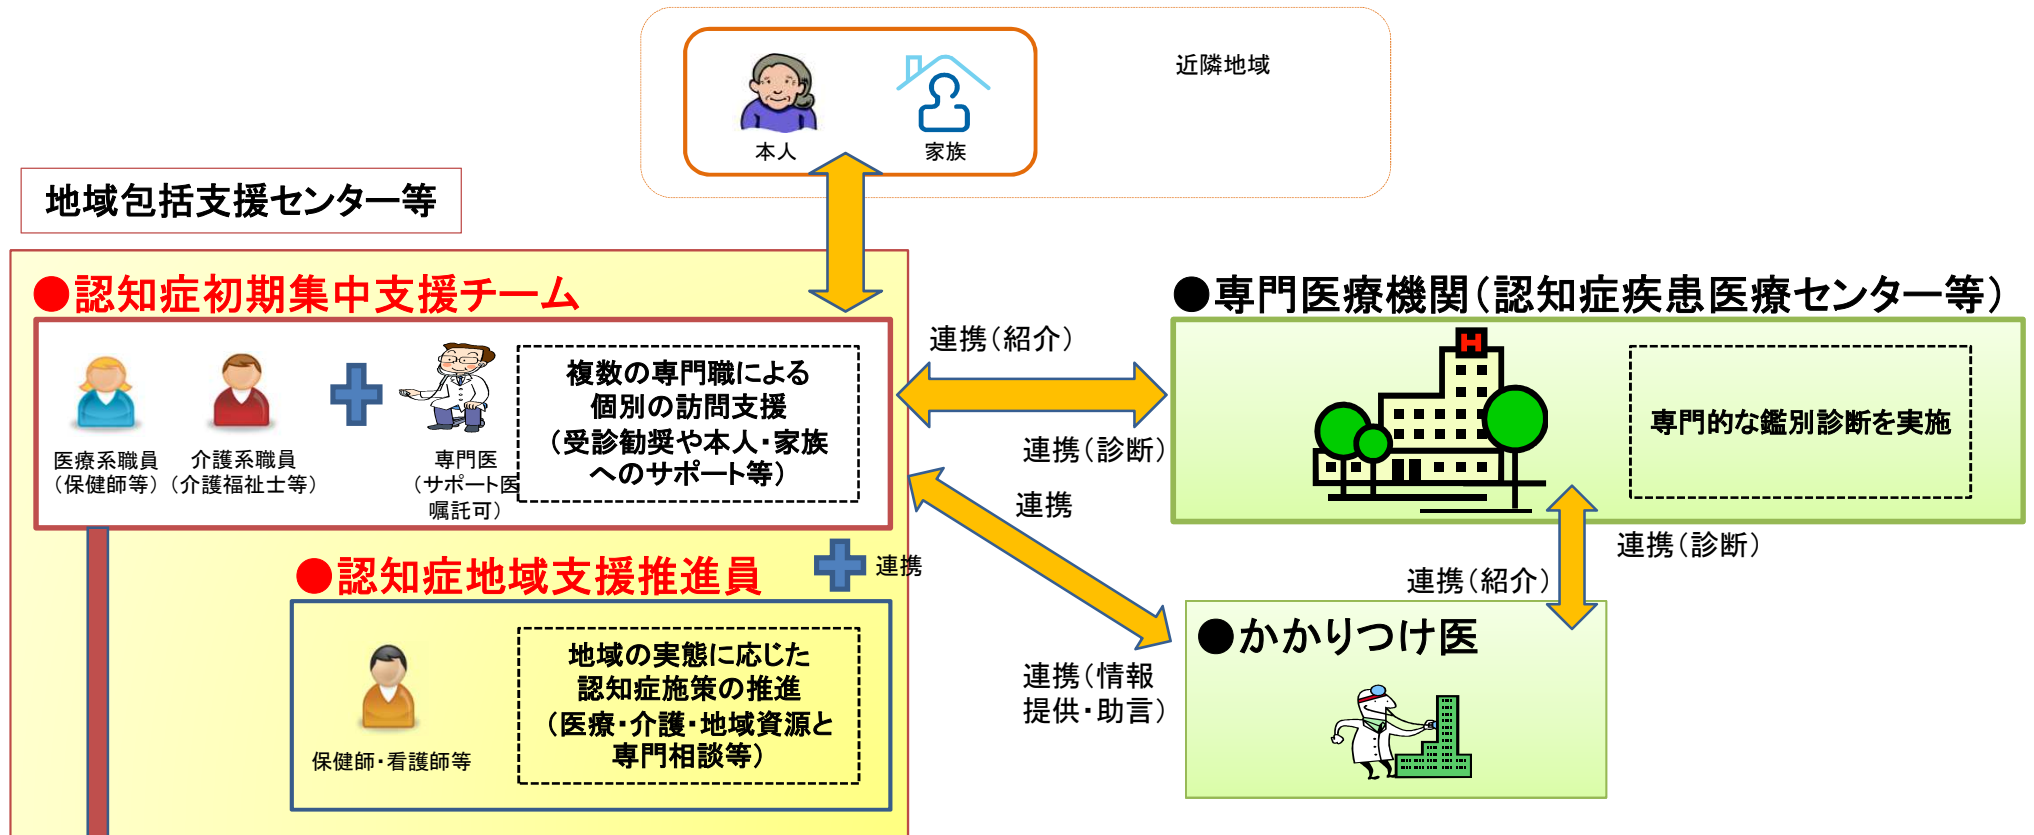 近隣地域
本人
家族
地域包括支援センター等
●認知症初期集中支援チーム
医療系職員
（保健師等）
介護系職員
（介護福祉士等）
専門医
（サポート医
嘱託可）
複数の専門職による
個別の訪問支援
（受診勧奨や本人・家族
へのサポート等）
連携（紹介）
連携（診断）
●専門医療機関（認知症疾患医療センター等）
H
専門的な鑑別診断を実施
連携
連携（診断）
連携（紹介）
連携
●認知症地域支援推進員
保健師・看護師等
地域の実態に応じた
認知症施策の推進
（医療・介護・地域資源と
専門相談等）
連携（情報
提供・助言）
●かかりつけ医